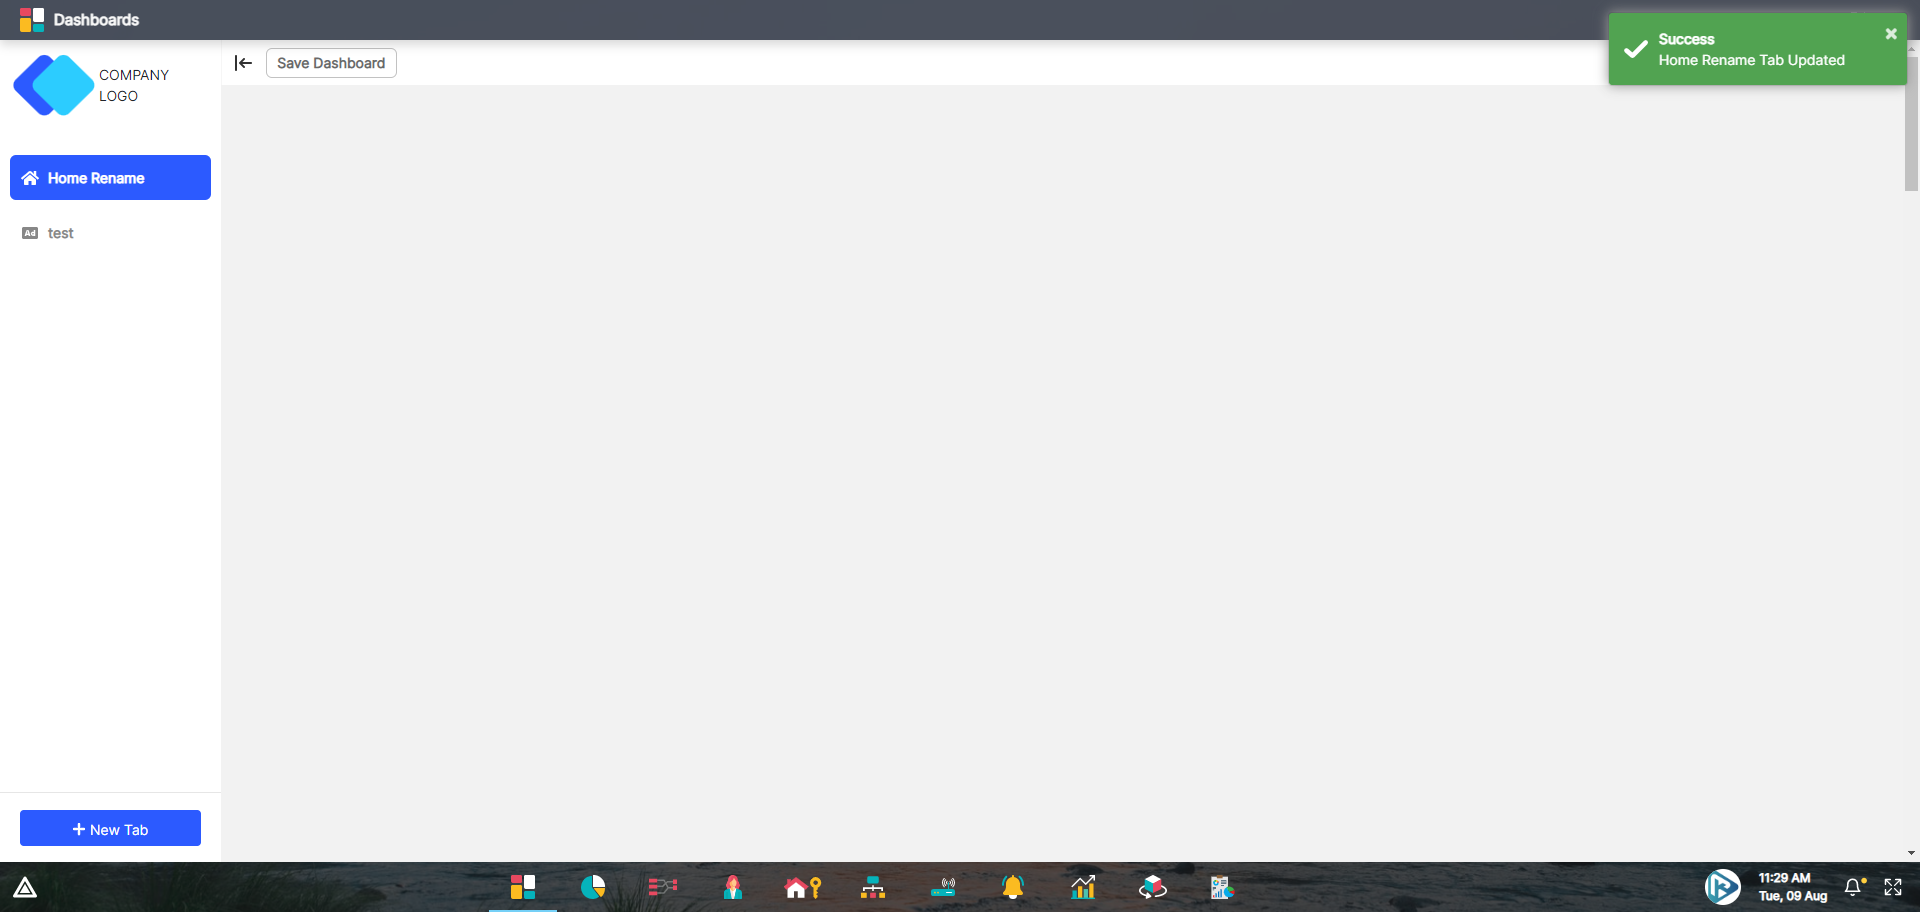 Dashboards
COMPANY
LOGO
Save Dashboard
Success
Home Rename Tab Updated
Home Rename
Ad test
New Tab
11:29 AM
Tue, 09 Aug